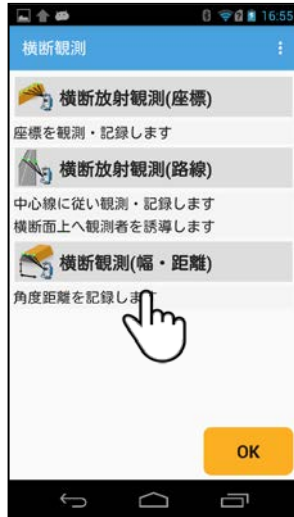 16:55
横断観測
横断放射観測(座標)
座標を観測・記録します
横断放射観測(路線)
中心線に従い観測・記録します
横断面上へ観測者を誘導します
横断観測(幅・距離)
角度距離を記録します
OK